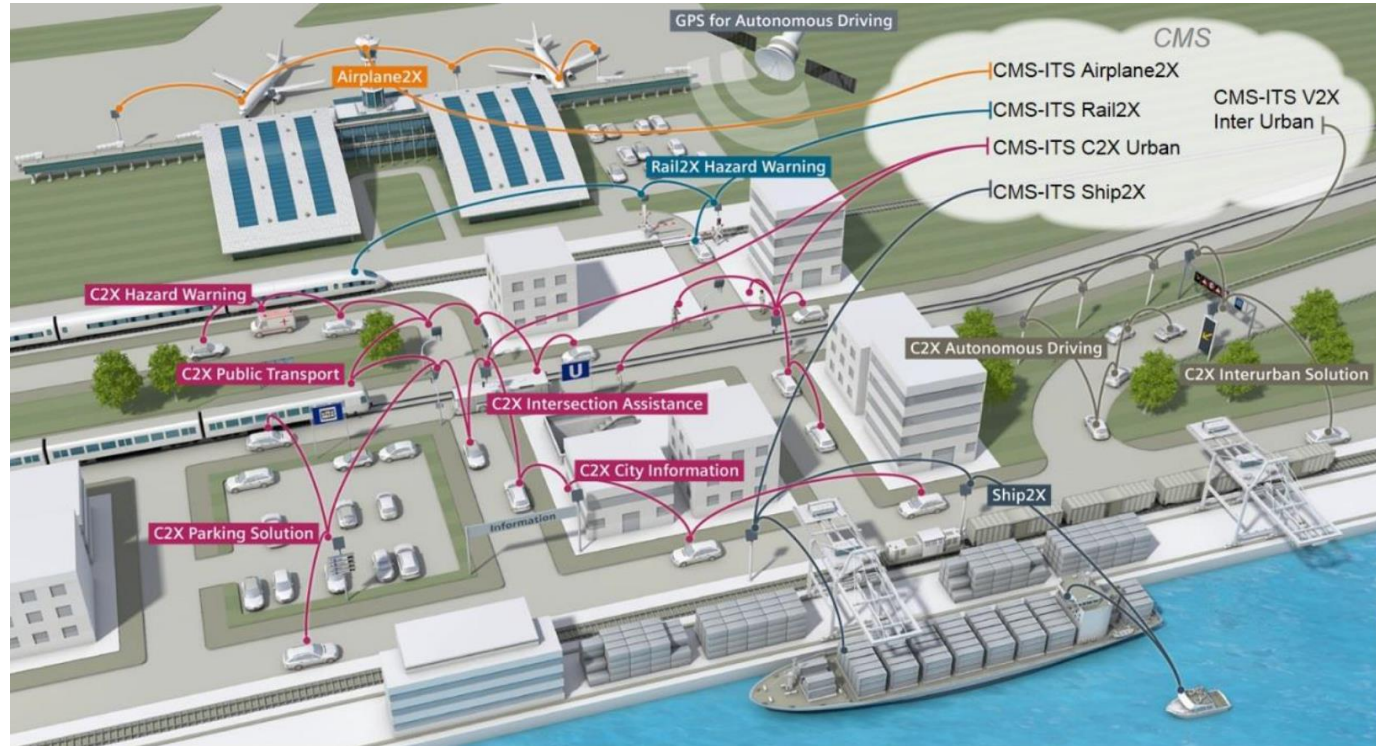 GPS for Autonomous Driving
CMS
Airplane2X
CMS-ITS Airplane2X
CMS-ITS Rail2X
CMS-ITS V2X
Inter Urban
CMS-ITS C2X Urban
Rail2X Hazard Warning
CMS-ITS Ship2X
C2X Hazard Warning
C2X Autonomous Driving
C2X Public Transport
U
C2X Interurban Solution
C2X Intersection Assistance
C2X City Information
Ship2X
Information
C2X Parking Solution